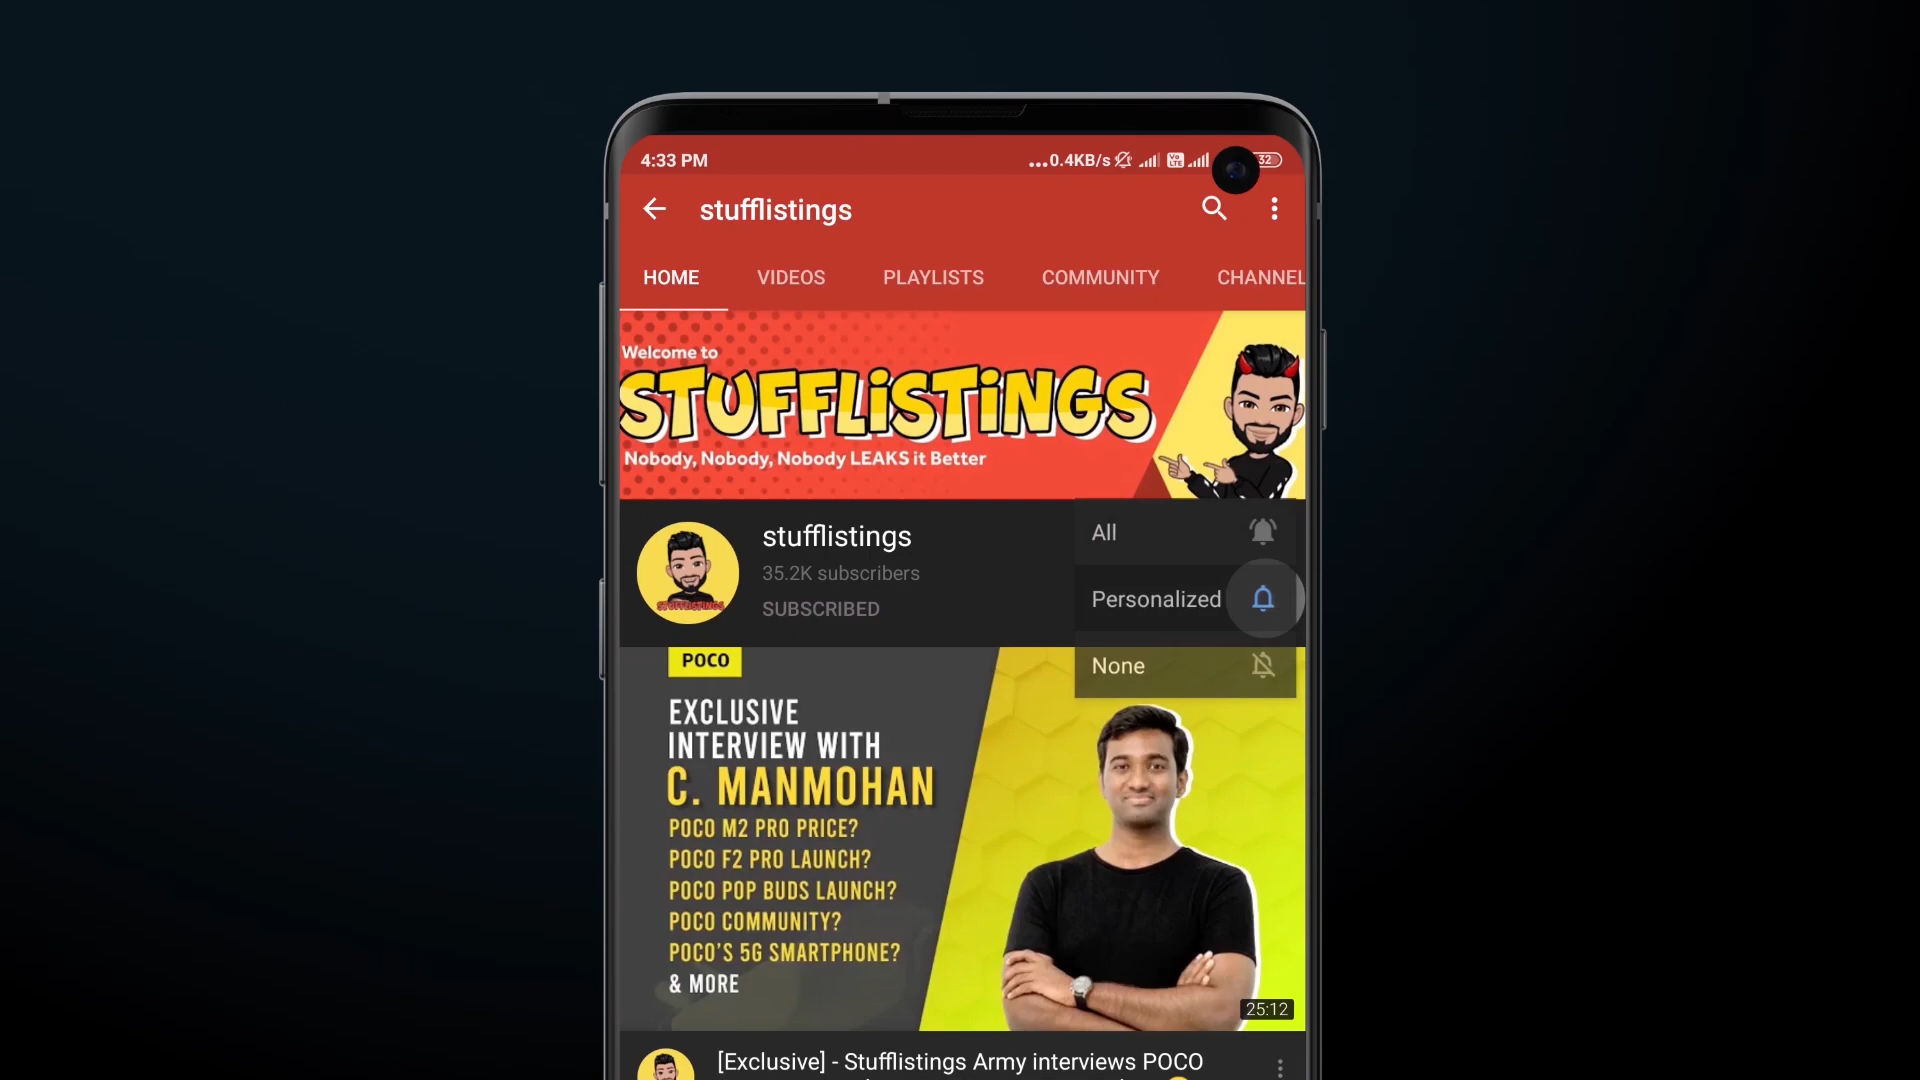 4:33 PM
...0.4KB/s
Vo LTE
32
stufflistings
HOME VIDEOS PLAYLISTS COMMUNITY CHANNEL
Welcome to
STUFFLiSTiNGS
Nobody, Nobody, Nobody LEAKS it Better
stufflistings
35.2K subscribers
SUBSCRIBED
STUFFLISTINGS
All
Personalized
None
POCO
EXCLUSIVE
INTERVIEW WITH
C. MANMOHAN
POCO M2 PRO PRICE?
POCO F2 PRO LAUNCH?
POCO POP BUDS LAUNCH?
POCO COMMUNITY?
POCO'S 5G SMARTPHONE?
& MORE
25:12
[Exclusive] - Stufflistings Army interviews POCO